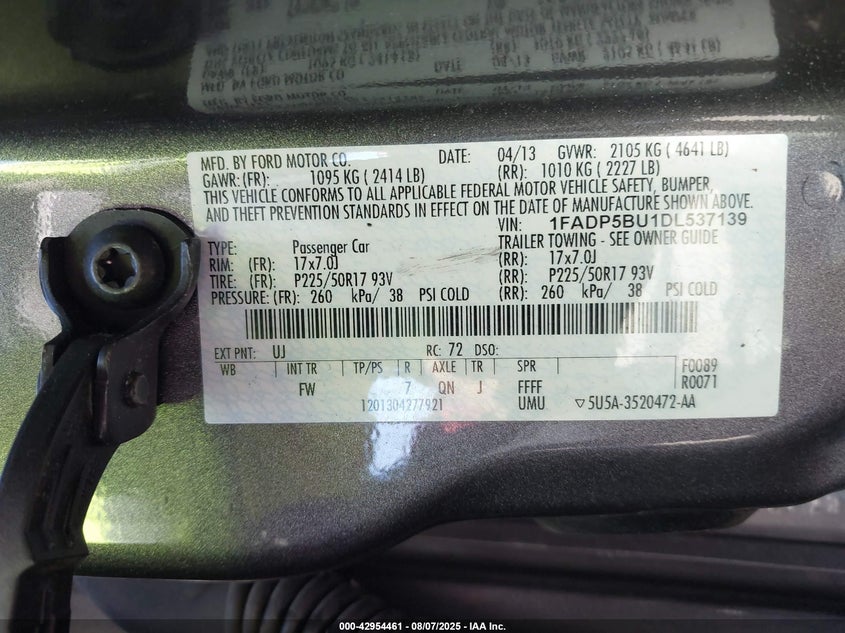 MFD. BY FORD MOTOR CO. DATE: 04/13 GVWR: 2105 KG ( 4641 LB)
GAWR: (FR): 1095 KG ( 2414 LB) (RR): 1010 KG ( 2227 LB)
THIS VEHICLE CONFORMS TO ALL APPLICABLE FEDERAL MOTOR VEHICLE SAFETY, BUMPER,
AND THEFT PREVENTION STANDARDS IN EFFECT ON THE DATE OF MANUFACTURE SHOWN ABOVE.
VIN: 1FADP5BU1DL537139
TYPE: Passenger Car TRAILER TOWING - SEE OWNER GUIDE
RIM: (FR): 17x7.0J (RR): 17x7.0J
TIRE: (FR): P225/50R17 93V (RR): P225/50R17 93V
PRESSURE: (FR): 260 kPa/ 38 PSI COLD (RR): 260 kPa/ 38 PSI COLD
EXT PNT: UJ RC: 72 DSO:
WB INT TR TP/PS R AXLE TR SPR F0089
FW 7 QN J FFFF R0071
1201304277921 UMU ▽5U5A-3520472-AA
000-42954461 - 08/07/2025 - IAA Inc.